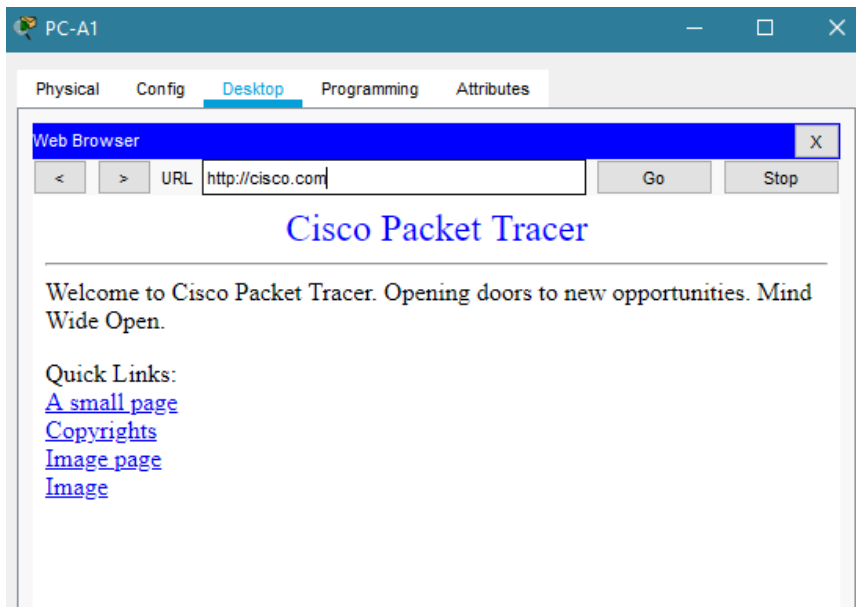 PC-A1
Physical Config Desktop Programming Attributes
Web Browser X
< > URL http://cisco.com Go Stop
Cisco Packet Tracer
Welcome to Cisco Packet Tracer. Opening doors to new opportunities. Mind
Wide Open.
Quick Links:
A small page
Copyrights
Image page
Image